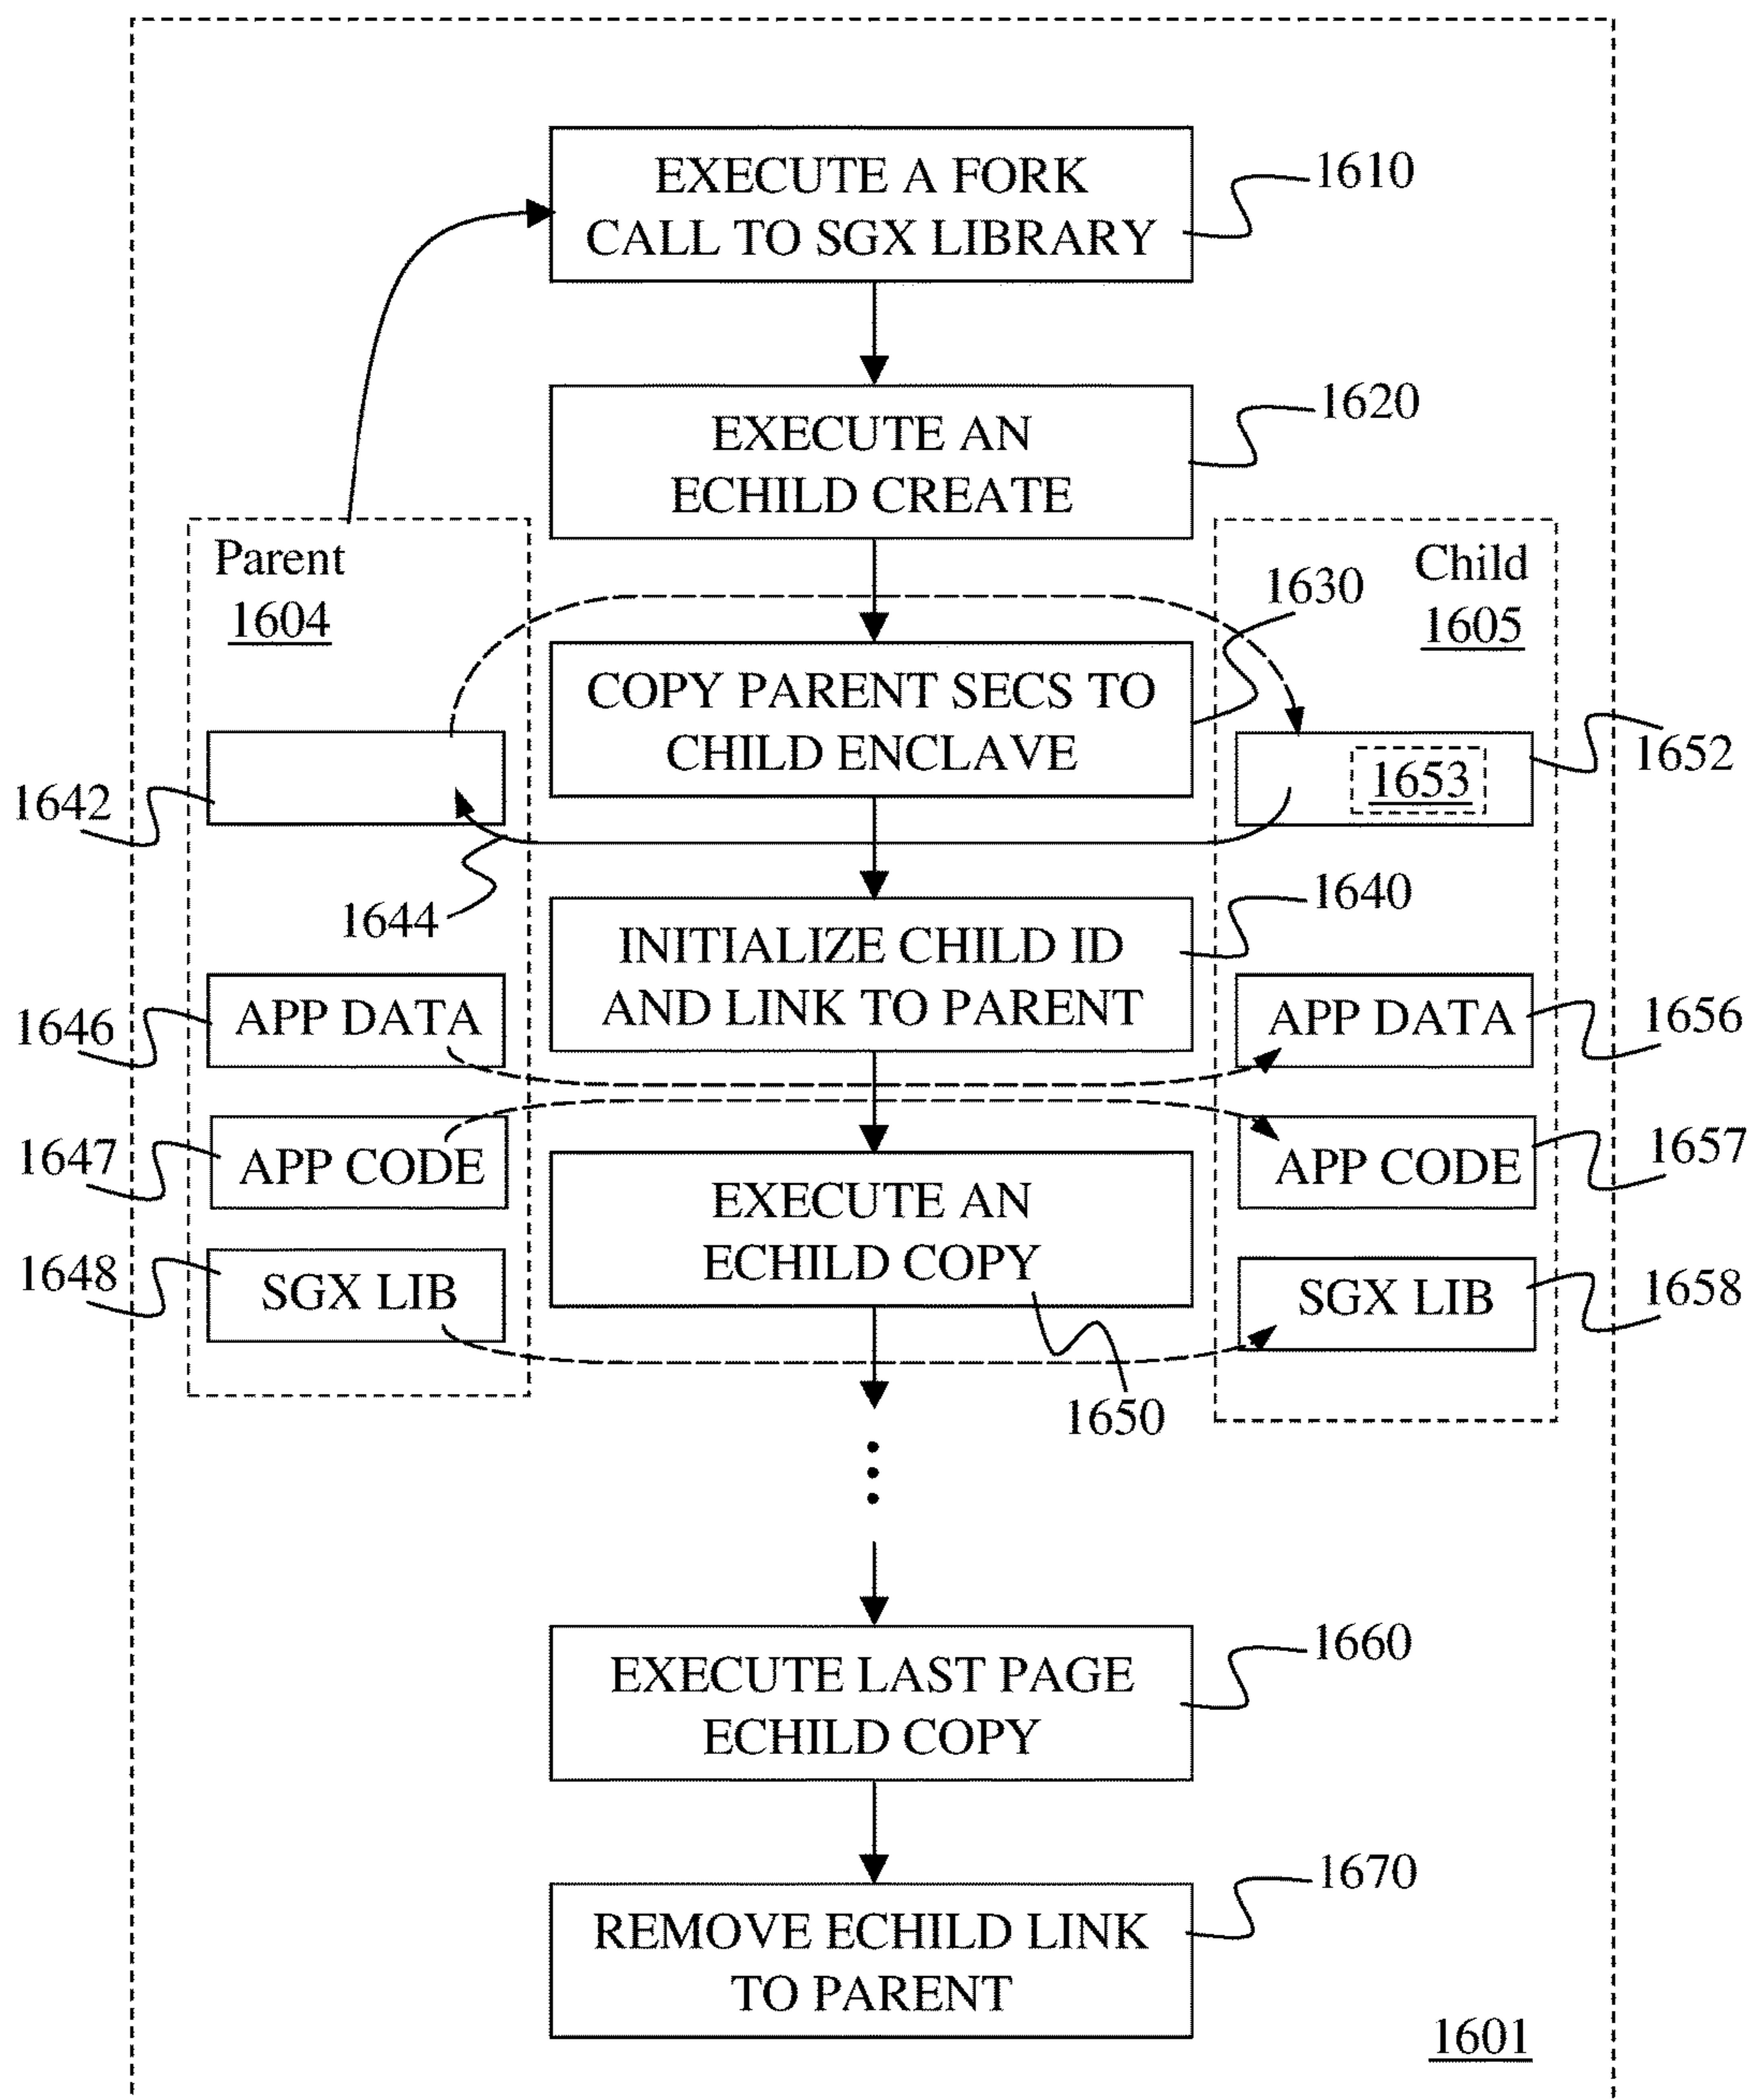 EXECUTE A FORK
CALL TO SGX LIBRARY
1610
EXECUTE AN
ECHILD CREATE
1620
Parent
1604
Child
1605
1630
COPY PARENT SECS TO
CHILD ENCLAVE
1642
1653
1652
1644
1640
INITIALIZE CHILD ID
AND LINK TO PARENT
1646
APP DATA
APP DATA
1656
1647
APP CODE
APP CODE
1657
EXECUTE AN
ECHILD COPY
1648
SGX LIB
SGX LIB
1658
1650
EXECUTE LAST PAGE
ECHILD COPY
1660
REMOVE ECHILD LINK
TO PARENT
1670
1601